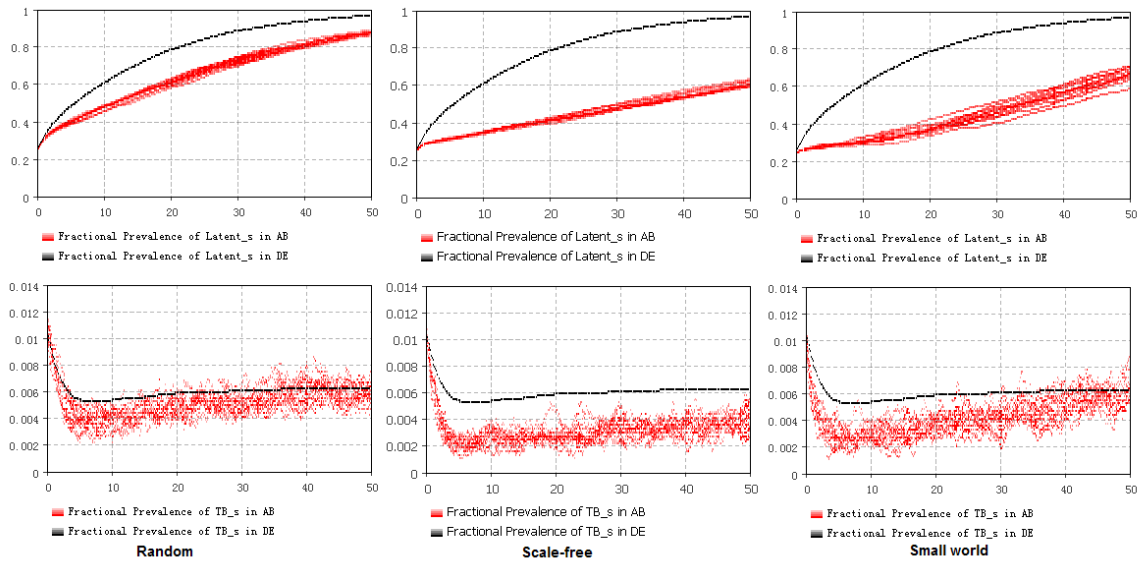 1
0.8
0.6
0.4
0.2
0
0 10 20 30 40 50
Fractional Prevalence of Latent_s in AB
Fractional Prevalence of Latent_s in DE
1
0.8
0.6
0.4
0.2
0
0 10 20 30 40 50
Fractional Prevalence of Latent_s in AB
Fractional Prevalence of Latent_s in DE
1
0.8
0.6
0.4
0.2
0
0 10 20 30 40 50
Fractional Prevalence of Latent_s in AB
Fractional Prevalence of Latent_s in DE
0.014
0.012
0.01
0.008
0.006
0.004
0.002
0
0 10 20 30 40 50
Fractional Prevalence of TB_s in AB
Fractional Prevalence of TB_s in DE
Random
0.014
0.012
0.01
0.008
0.006
0.004
0.002
0
0 10 20 30 40 50
Fractional Prevalence of TB_s in AB
Fractional Prevalence of TB_s in DE
Scale-free
0.014
0.012
0.01
0.008
0.006
0.004
0.002
0
0 10 20 30 40 50
Fractional Prevalence of TB_s in AB
Fractional Prevalence of TB_s in DE
Small world